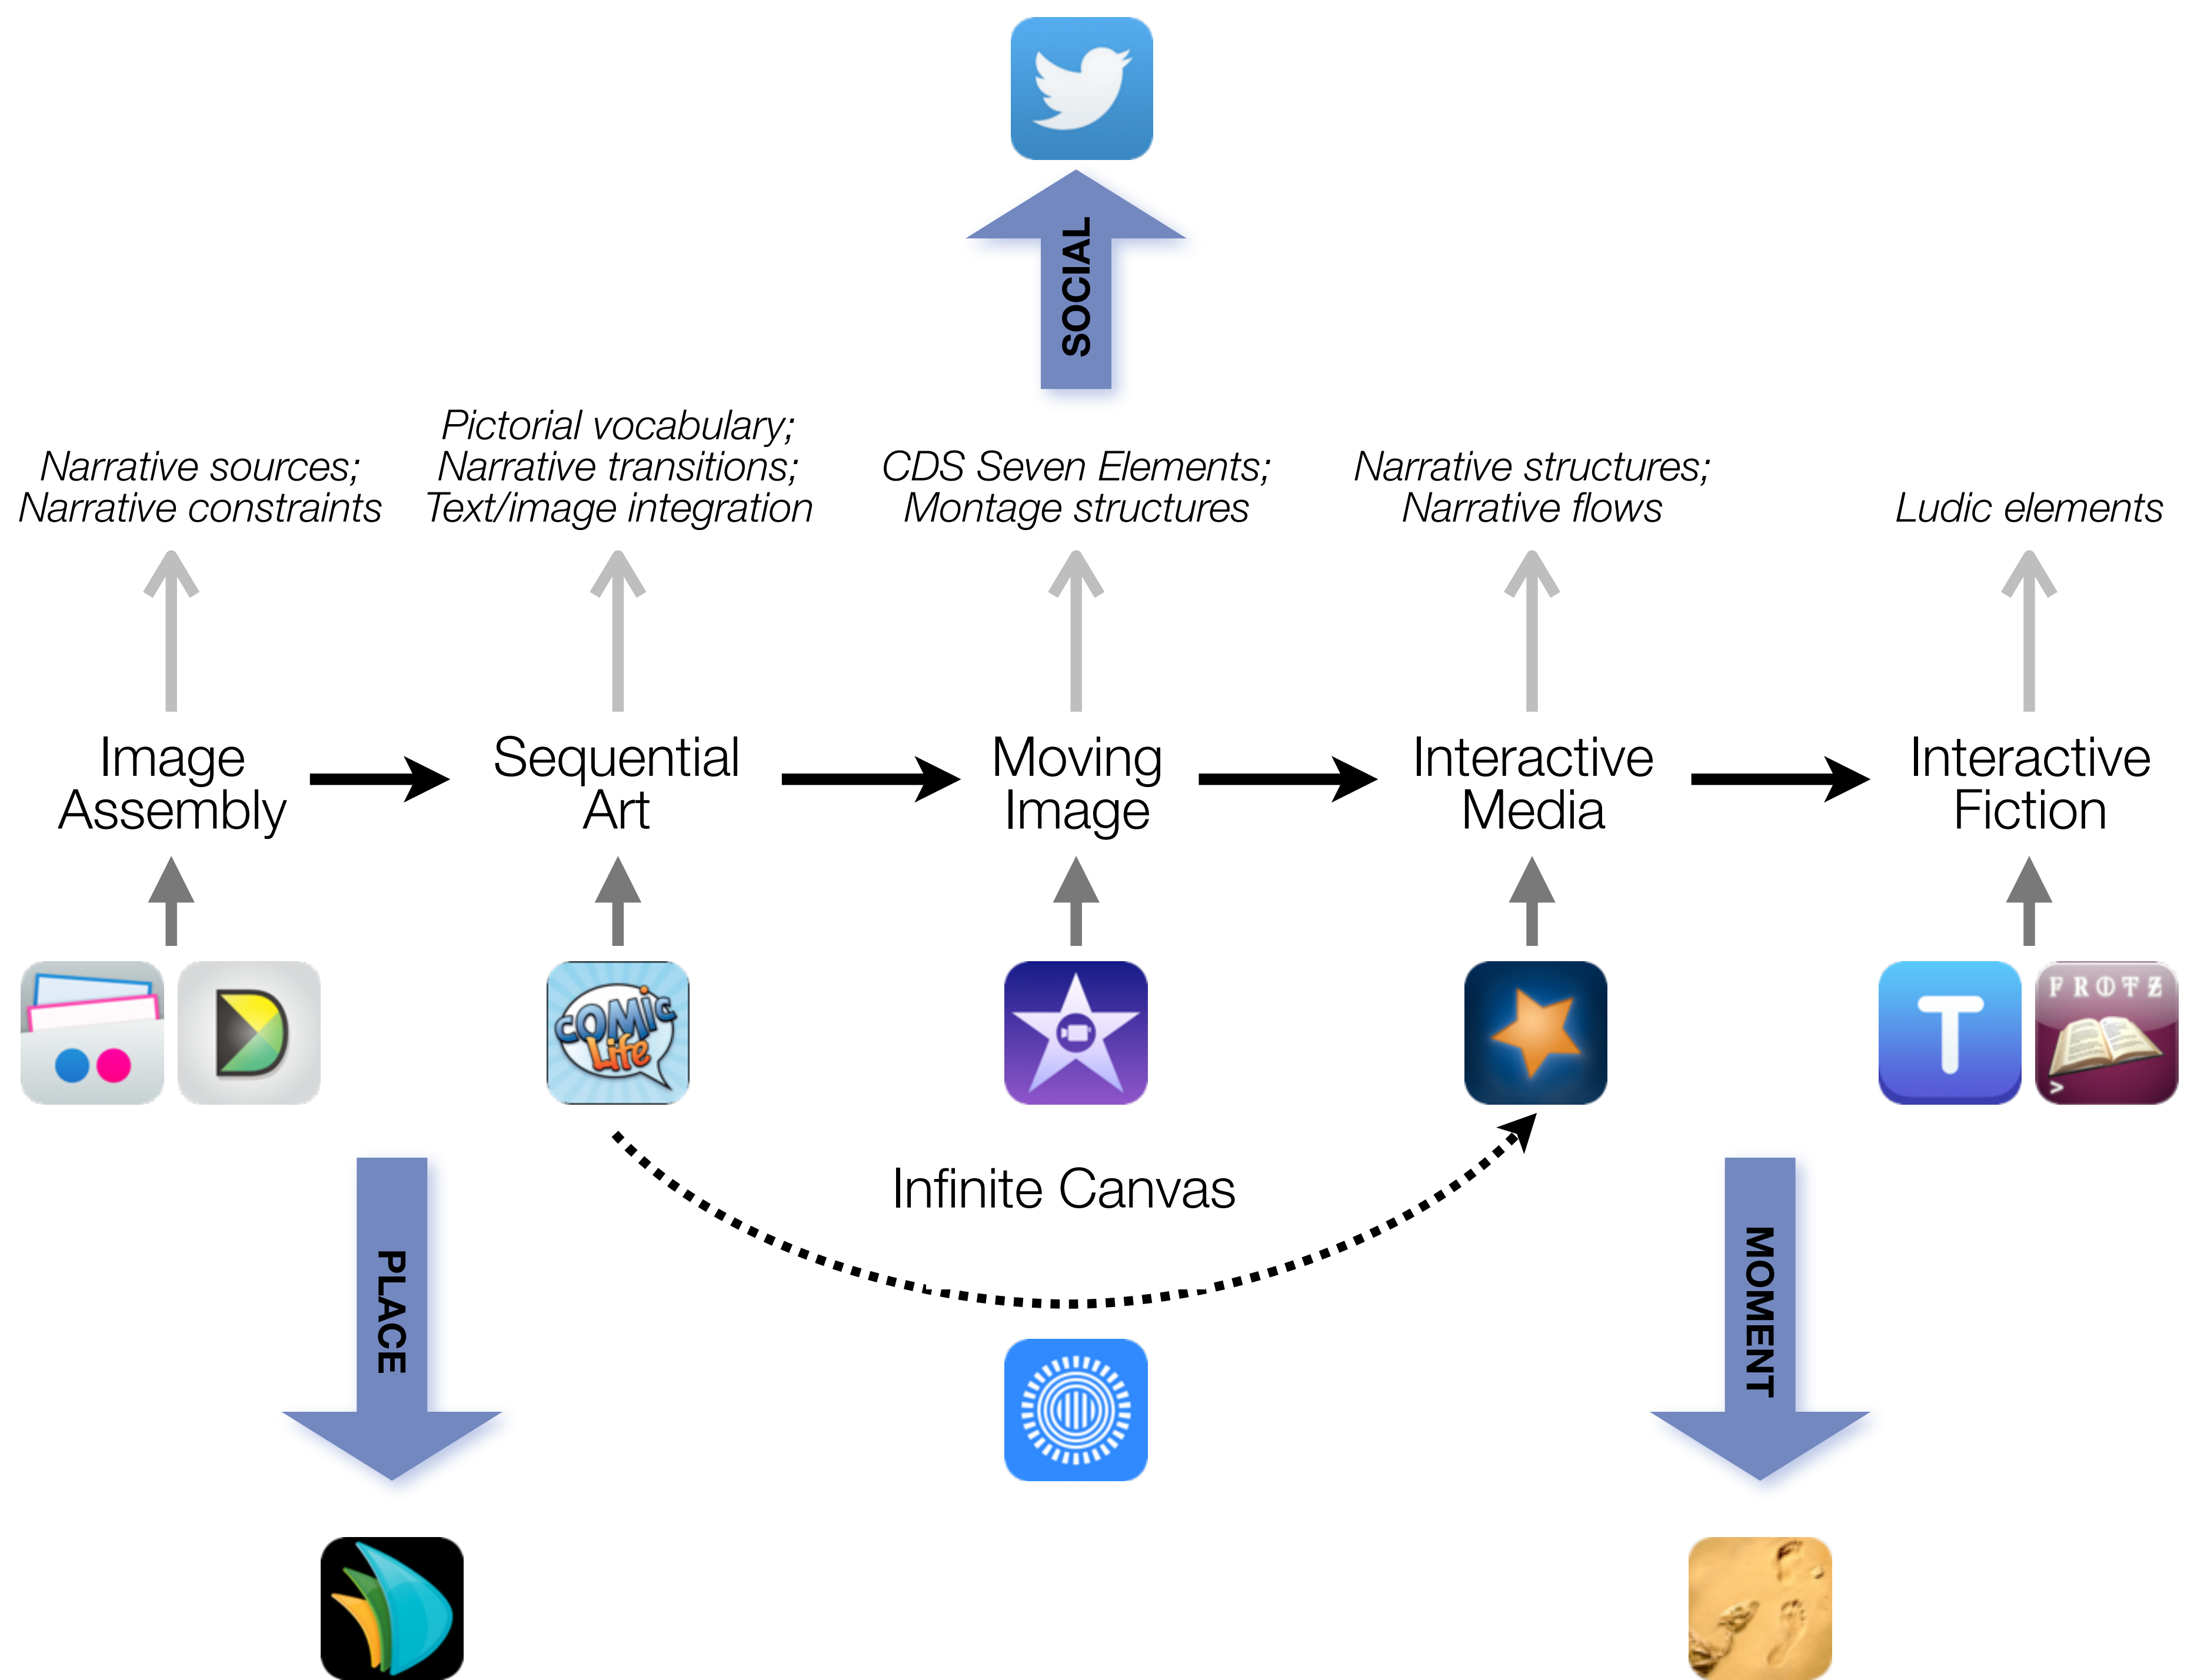 SOCIAL
Narrative sources;
Narrative constraints
Pictorial vocabulary;
Narrative transitions;
Text/image integration
CDS Seven Elements;
Montage structures
Narrative structures;
Narrative flows
Ludic elements
Image
Assembly
Sequential
Art
Moving
Image
Interactive
Media
Interactive
Fiction
D
COMIC
Life
T
FROTZ
>
Infinite Canvas
PLACE
MOMENT